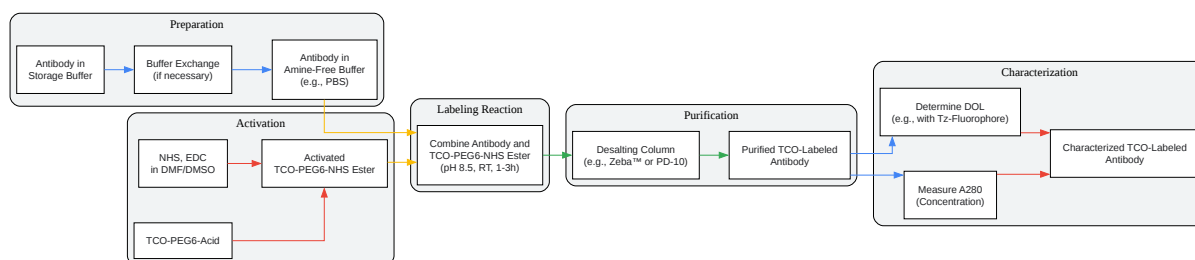 Preparation
Antibody in
Storage Buffer
Buffer Exchange
(if necessary)
Antibody in
Amine-Free Buffer
(e.g., PBS)
Activation
NHS, EDC
in DMF/DMSO
Activated
TCO-PEG6-NHS Ester
TCO-PEG6-Acid
Labeling Reaction
Combine Antibody and
TCO-PEG6-NHS Ester
(pH 8.5, RT, 1-3h)
Purification
Desalting Column
(e.g., Zeba™ or PD-10)
Purified TCO-Labeled
Antibody
Characterization
Determine DOL
(e.g., with Tz-Fluorophore)
Measure A280
(Concentration)
Characterized TCO-Labeled
Antibody